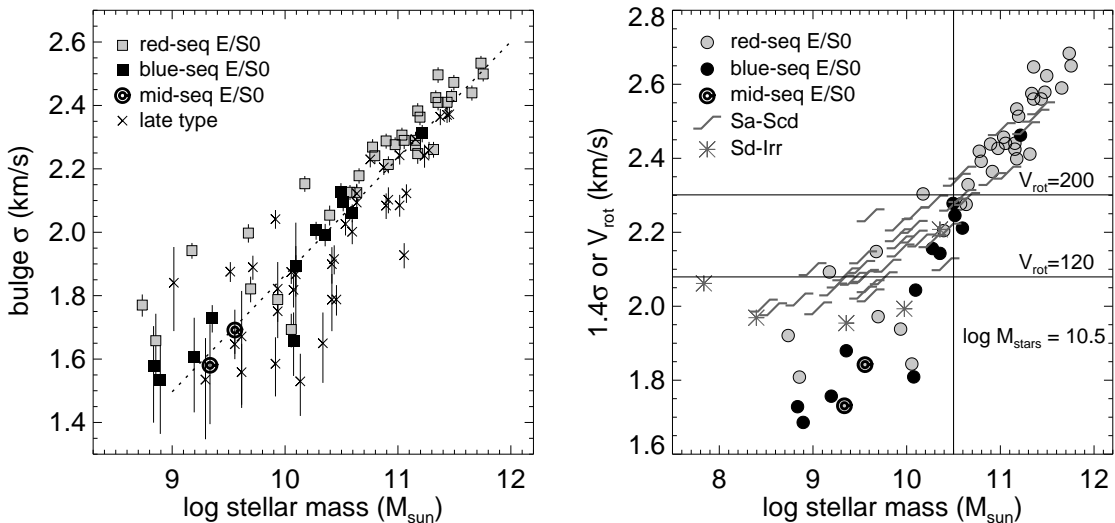 2.6
2.4
2.2
2.0
1.8
1.6
1.4
bulge σ (km/s)
red-seq E/S0
blue-seq E/S0
mid-seq E/S0
late type
9
10
11
12
log stellar mass (M_sun)
2.8
2.6
2.4
2.2
2.0
1.8
1.6
1.4σ or V_rot (km/s)
red-seq E/S0
blue-seq E/S0
mid-seq E/S0
Sa-Scd
Sd-Irr
V_rot=200
V_rot=120
log M_stars = 10.5
8
9
10
11
12
log stellar mass (M_sun)